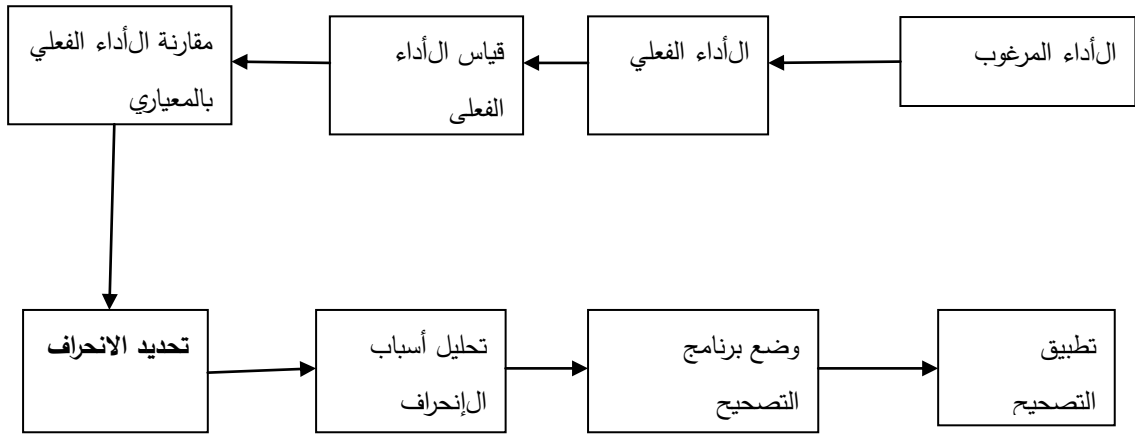 الأداء المرغوب
الأداء الفعلي
قياس الأداء
الفعلى
مقارنة الأداء الفعلي
بالمعياري
تحديد الانحراف
تحليل أسباب
الإنحراف
وضع برنامج
التصحيح
تطبيق
التصحيح